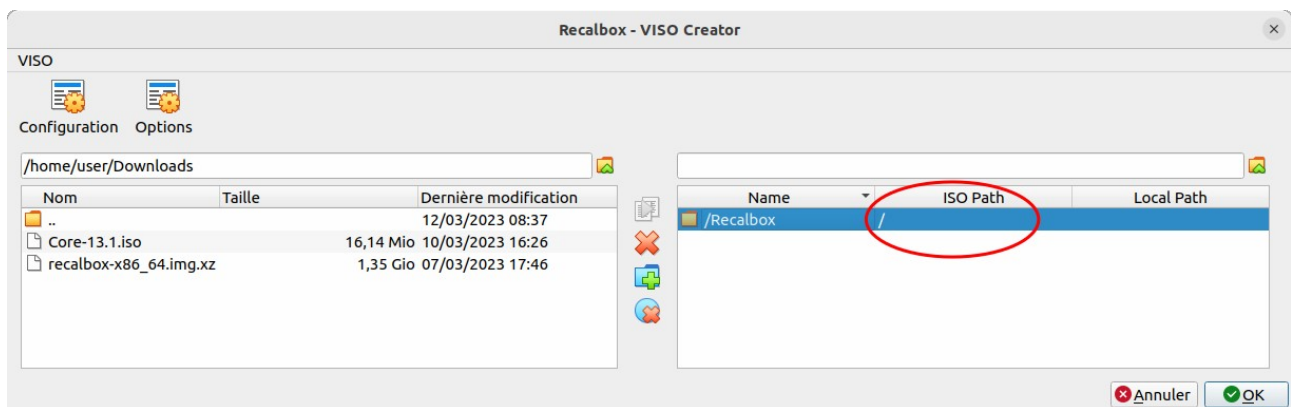 Recalbox - VISO Creator
VISO
Configuration Options
/home/user/Downloads
Nom Taille Dernière modification
.. 12/03/2023 08:37
Core-13.1.iso 16,14 Mio 10/03/2023 16:26
recalbox-x86_64.img.xz 1,35 Gio 07/03/2023 17:46
Name ISO Path Local Path
/Recalbox /
Annuler OK